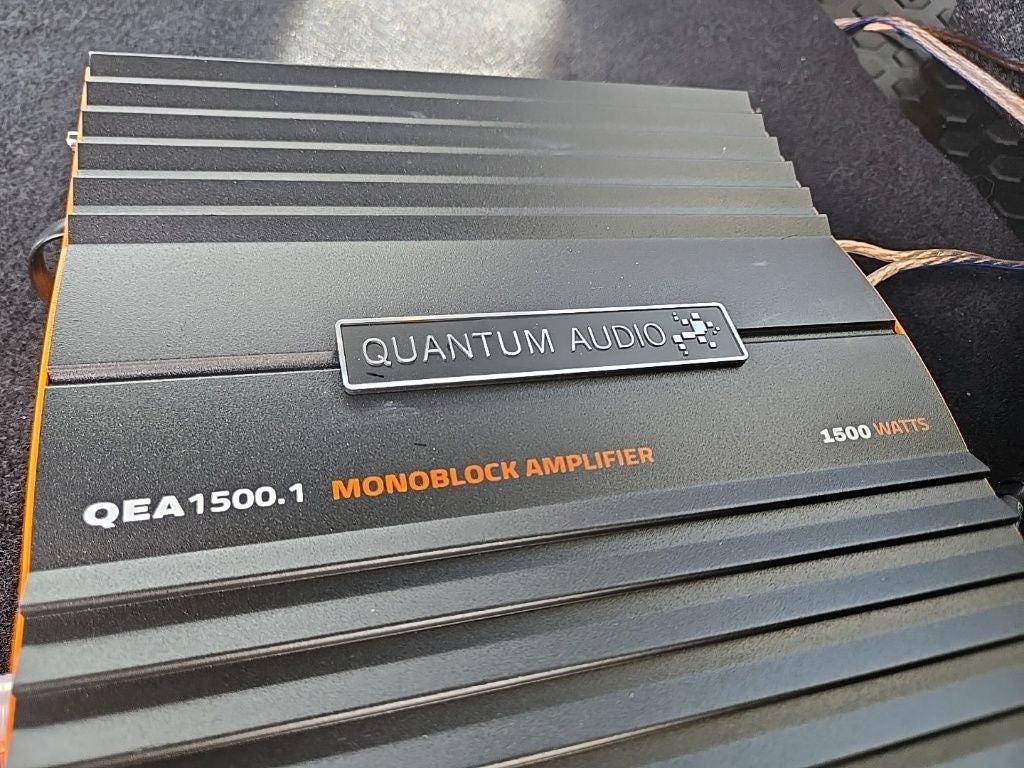 QUANTUM AUDIO
1500 WATTS
QEA1500.1 MONOBLOCK AMPLIFIER